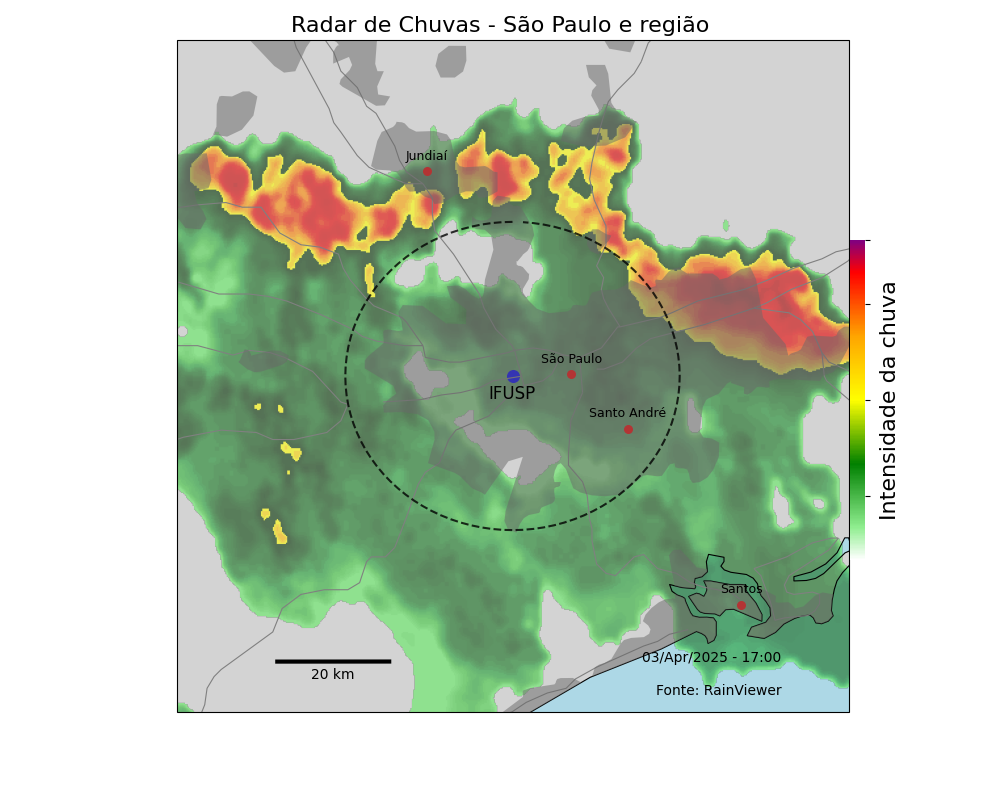 Radar de Chuvas - São Paulo e região
Jundiaí
São Paulo
IFUSP
Santo André
Intensidade da chuva
Santos
03/Apr/2025 - 17:00
20 km
Fonte: RainViewer